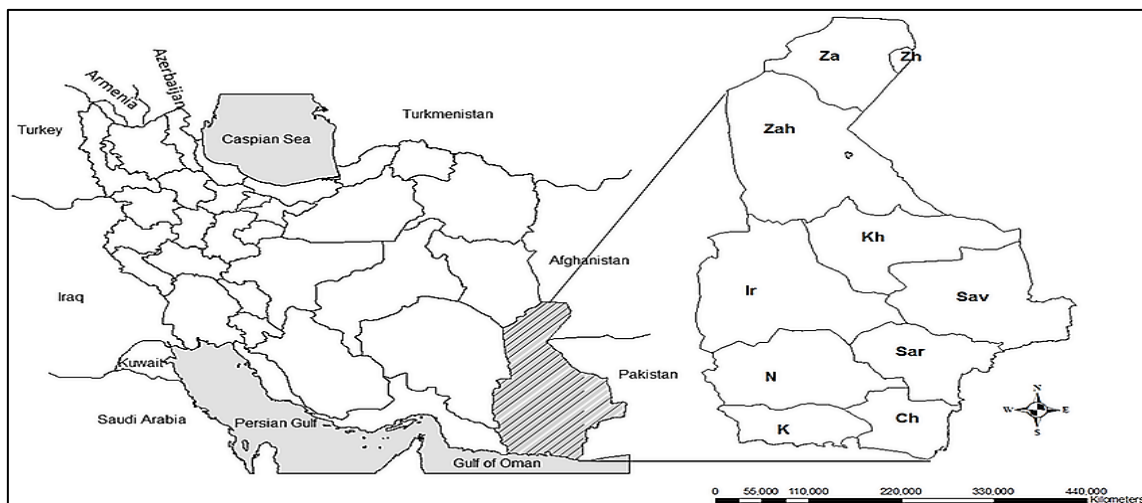 Armenia
Azerbaijan
Turkey
Caspian Sea
Turkmenistan
Iraq
Afghanistan
Kuwait
Pakistan
Saudi Arabia
Persian Gulf
Gulf of Oman
Za
Zh
Zah
Kh
Ir
Sav
Sar
N
Ch
K
N
W E
S
0 55,000 110,000 220,000 330,000 440,000
Kilometers